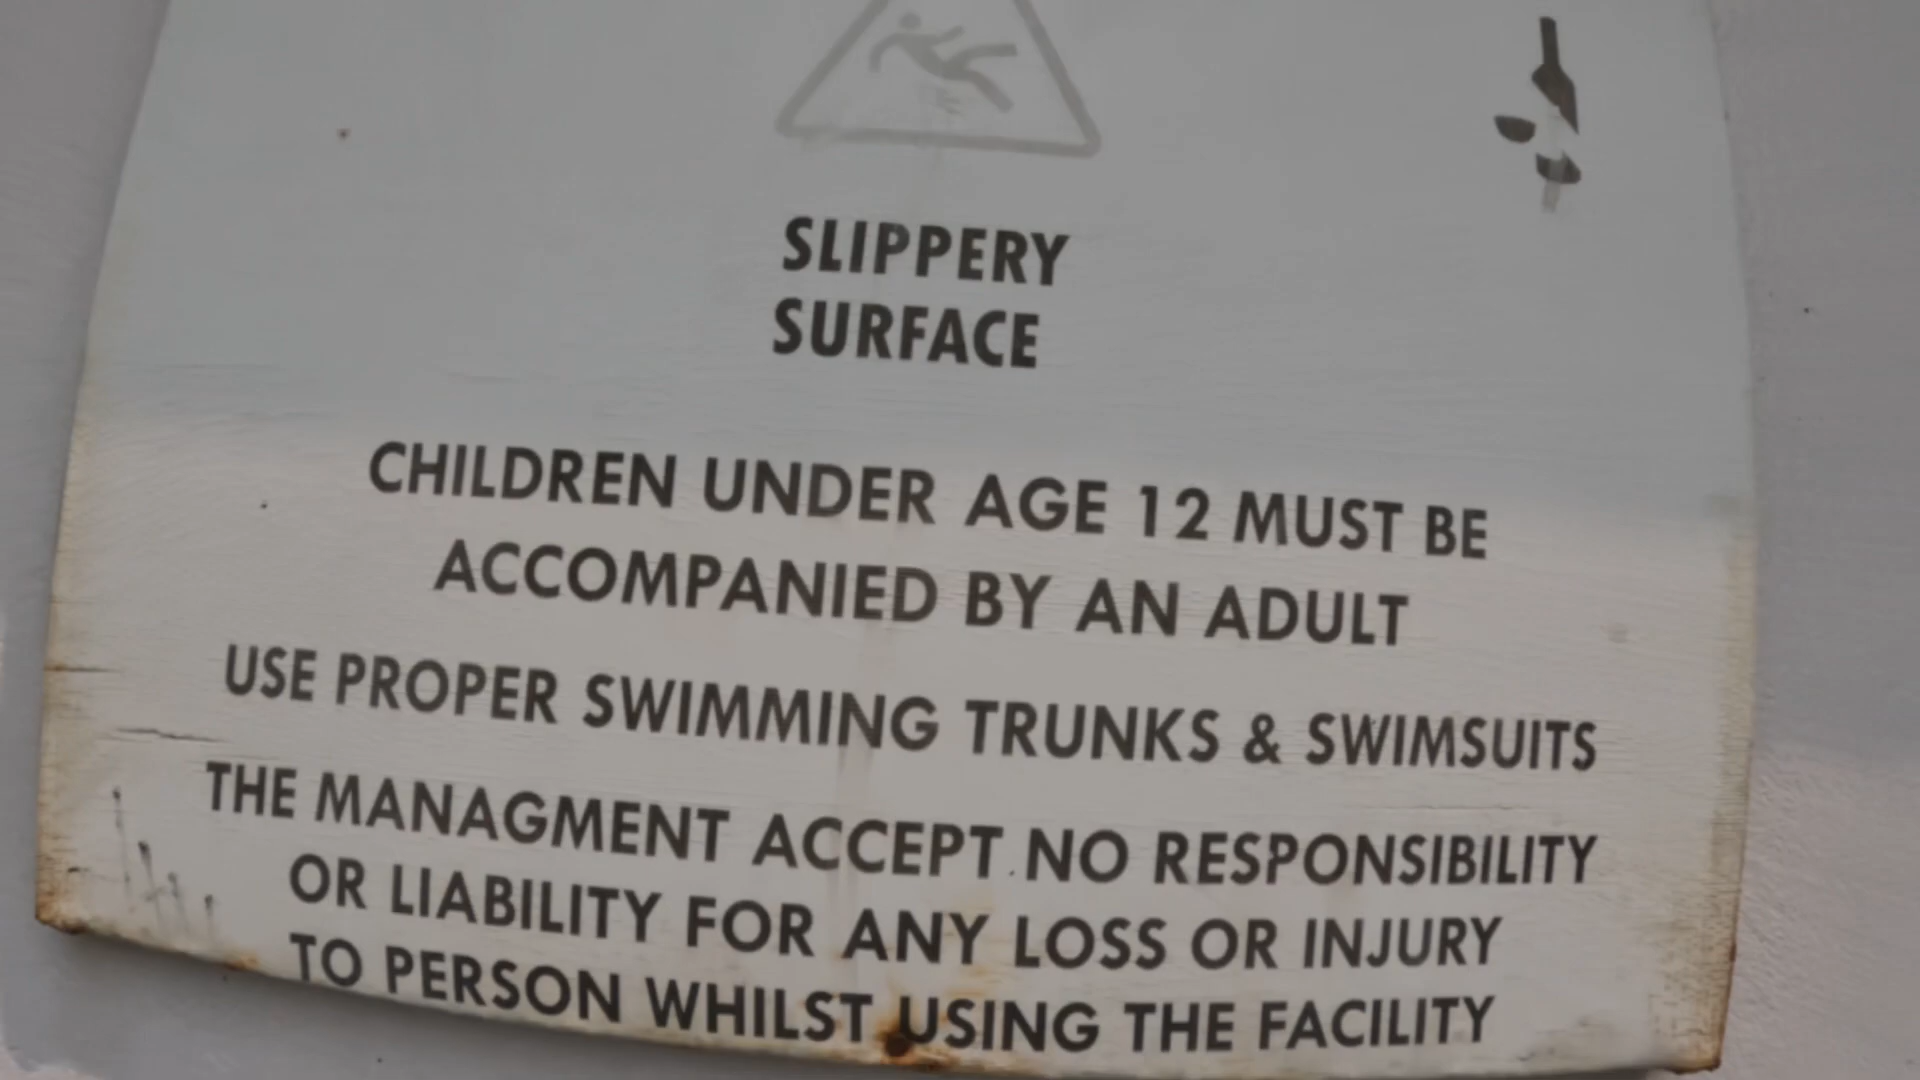 SLIPPERY
SURFACE
CHILDREN UNDER AGE 12 MUST BE
ACCOMPANIED BY AN ADULT
USE PROPER SWIMMING TRUNKS & SWIMSUITS
THE MANAGMENT ACCEPT NO RESPONSIBILITY
OR LIABILITY FOR ANY LOSS OR INJURY
TO PERSON WHILST USING THE FACILITY